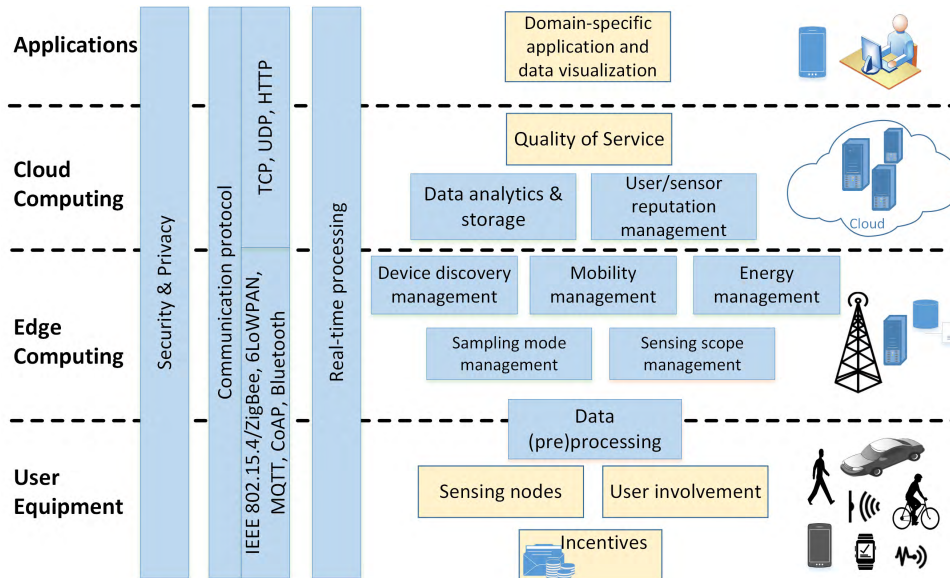 Applications
Domain-specific
application and
data visualization
Cloud
Computing
Quality of Service
Data analytics &
storage
User/sensor
reputation
management
Cloud
Edge
Computing
Device discovery
management
Mobility
management
Energy
management
Sampling mode
management
Sensing scope
management
User
Equipment
Data
(pre)processing
Sensing nodes
User involvement
Incentives
Security & Privacy
Communication protocol
TCP, UDP, HTTP
IEEE 802.15.4/ZigBee, 6LoWPAN,
MQTT, CoAP, Bluetooth
Real-time processing